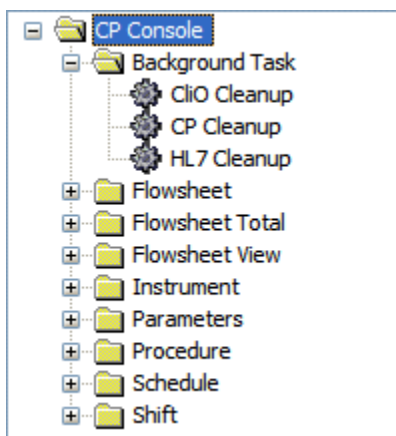 CP Console
Background Task
CliO Cleanup
CP Cleanup
HL7 Cleanup
Flowsheet
Flowsheet Total
Flowsheet View
Instrument
Parameters
Procedure
Schedule
Shift